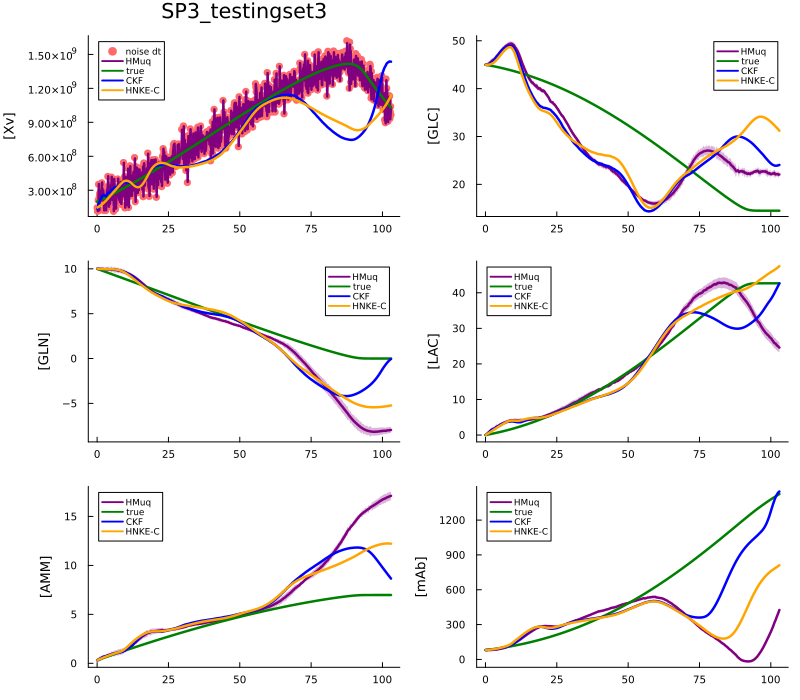 SP3_testingset3
[Xv]
1.50×10⁹
1.20×10⁹
9.00×10⁸
6.00×10⁸
3.00×10⁸
noise dt
HMuq
true
CKF
HNKE-C
0 25 50 75 100
[GLC]
50
40
30
20
HMuq
true
CKF
HNKE-C
0 25 50 75 100
[GLN]
10
5
0
−5
HMuq
true
CKF
HNKE-C
0 25 50 75 100
[LAC]
40
30
20
10
0
HMuq
true
CKF
HNKE-C
0 25 50 75 100
[AMM]
15
10
5
0
HMuq
true
CKF
HNKE-C
0 25 50 75 100
[mAb]
1200
900
600
300
0
HMuq
true
CKF
HNKE-C
0 25 50 75 100